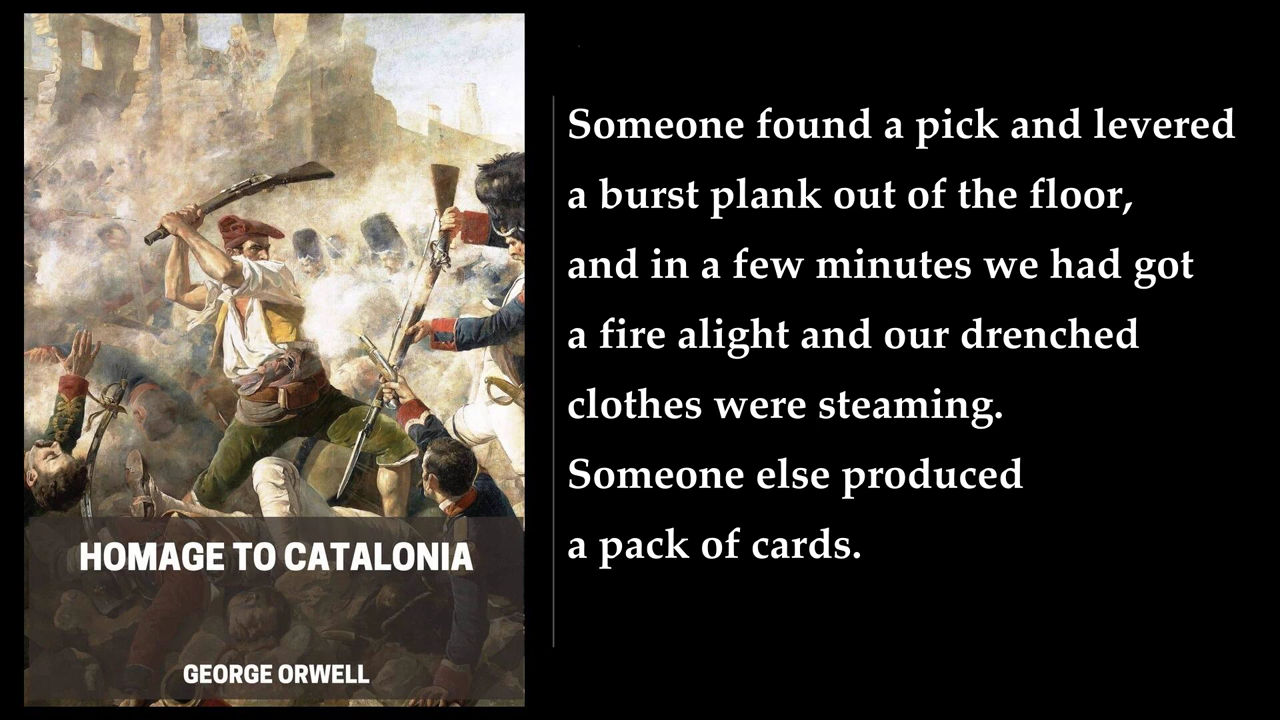 HOMAGE TO CATALONIA
GEORGE ORWELL
Someone found a pick and levered
a burst plank out of the floor,
and in a few minutes we had got
a fire alight and our drenched
clothes were steaming.
Someone else produced
a pack of cards.